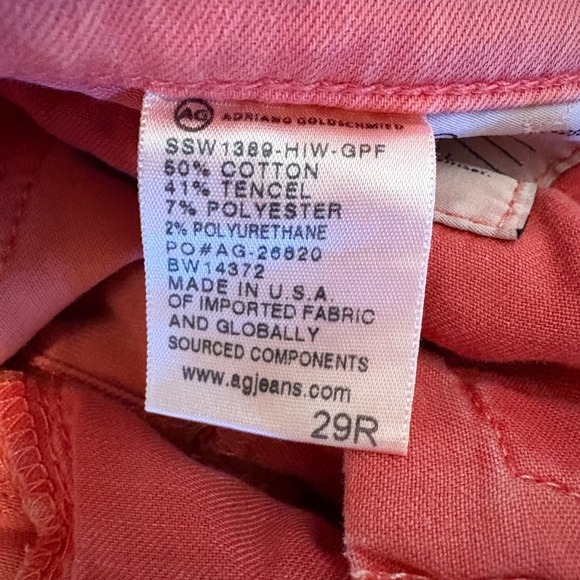 AG ADRIANO GOLDSCHMIED
SSW1389-HIW-GPF
50% COTTON
41% TENCEL
7% POLYESTER
2% POLYURETHANE
PO#AG-26820
BW14372
MADE IN U.S.A.
OF IMPORTED FABRIC
AND GLOBALLY
SOURCED COMPONENTS
www.agjeans.com
29R